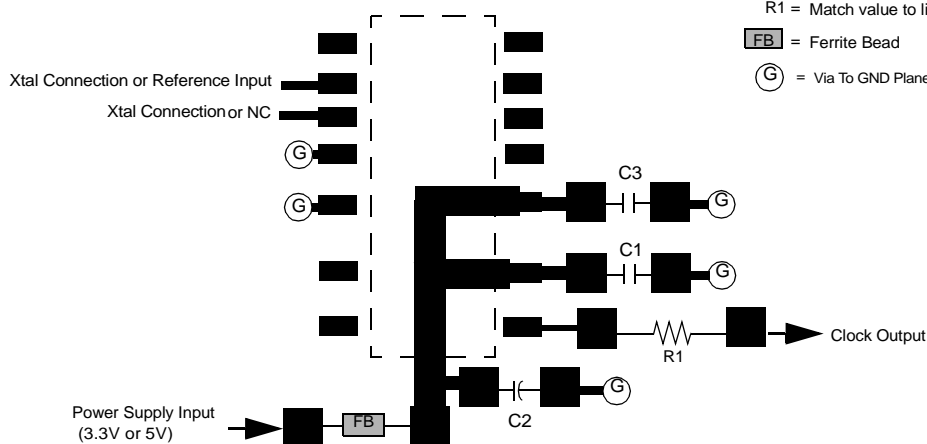 R1 = Match value to li
FB = Ferrite Bead
G = Via To GND Plane
Xtal Connection or Reference Input
Xtal Connection or NC
G
G
C3
G
C1
G
R1
Clock Output
C2
G
Power Supply Input
(3.3V or 5V)
FB